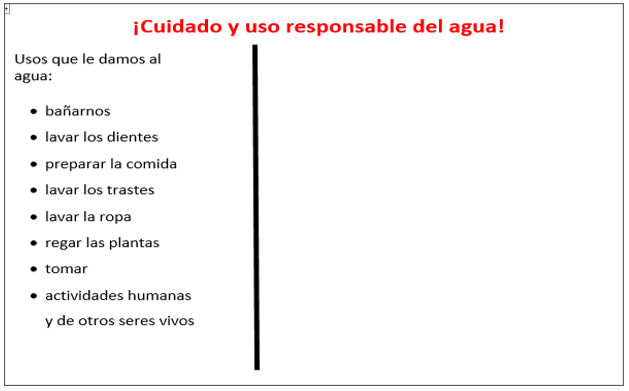 ¡Cuidado y uso responsable del agua!
Usos que le damos al
agua:
• bañarnos
• lavar los dientes
• preparar la comida
• lavar los trastes
• lavar la ropa
• regar las plantas
• tomar
• actividades humanas
y de otros seres vivos